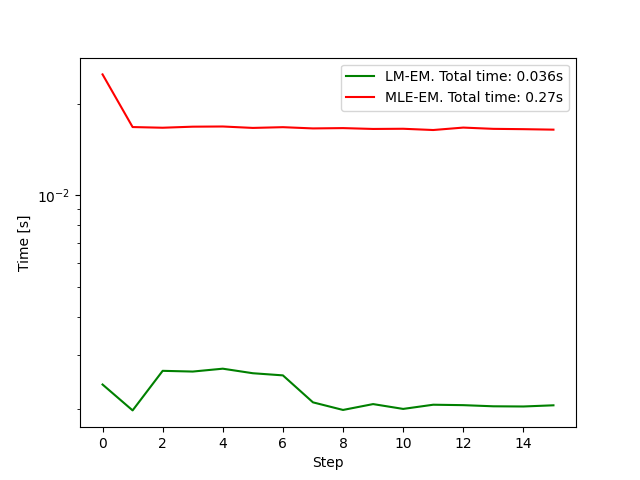 LM-EM. Total time: 0.036s
MLE-EM. Total time: 0.27s
10⁻²
Time [s]
0 2 4 6 8 10 12 14
Step